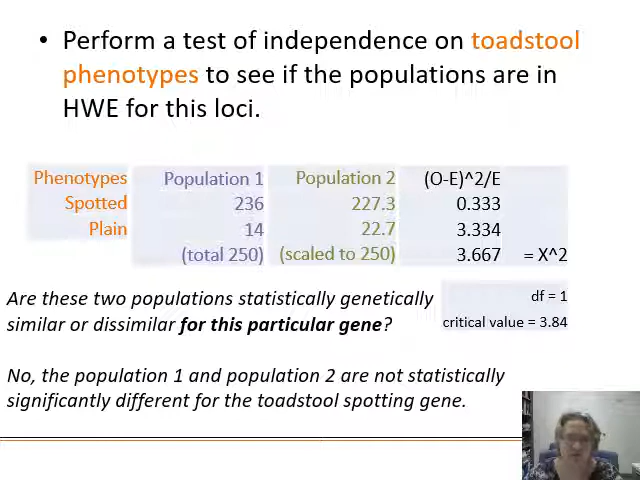 • Perform a test of independence on toadstool
phenotypes to see if the populations are in
HWE for this loci.
Phenotypes Population 1 Population 2 (O-E)^2/E
Spotted 236 227.3 0.333
Plain 14 22.7 3.334
(total 250) (scaled to 250) 3.667 = X^2
Are these two populations statistically genetically
similar or dissimilar for this particular gene?
df = 1
critical value = 3.84
No, the population 1 and population 2 are not statistically
significantly different for the toadstool spotting gene.